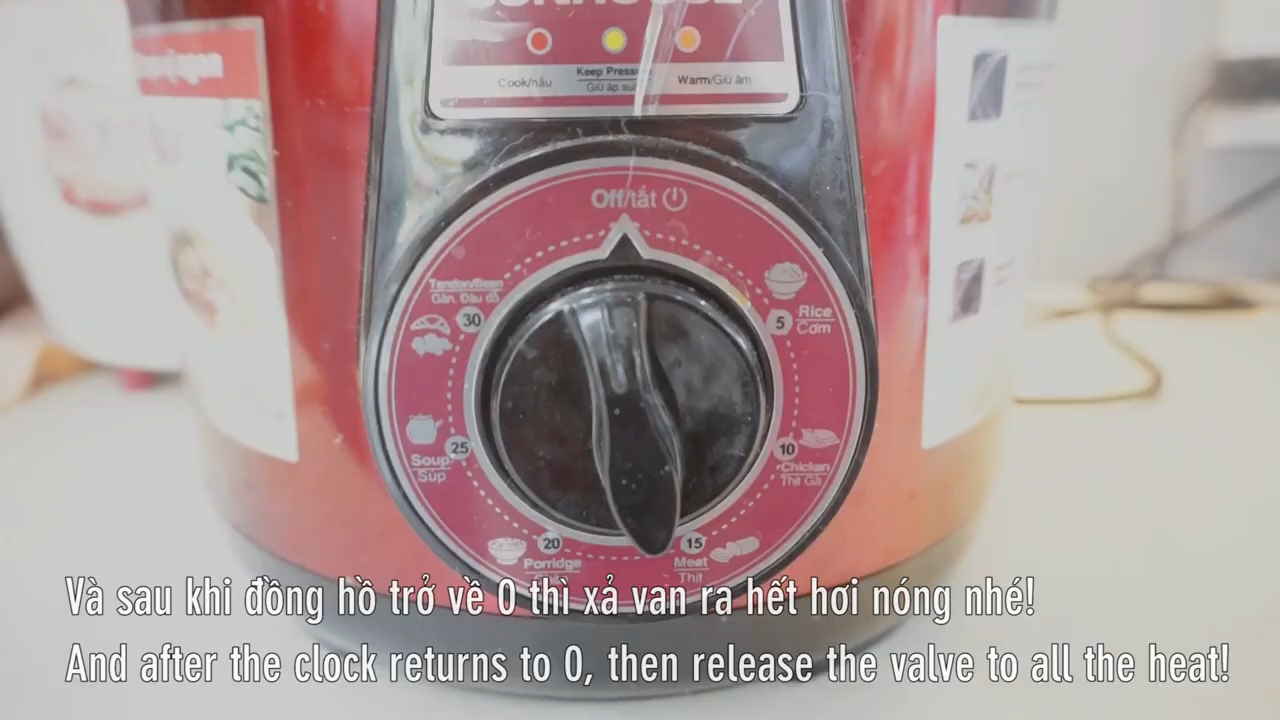 Cook/nấu
Keep Pressure
Giữ áp suất
Warm/Giữ ấm
Off/tắt
Tendon/Bean
Gân, Đậu đỗ
30
5
Rice
Cơm
25
Soup
Súp
10
Chicken
Thịt Gà
20
Porridge
15
Meat
Thịt
Và sau khi đồng hồ trở về 0 thì xả van ra hết hơi nóng nhé!
And after the clock returns to 0, then release the valve to all the heat!